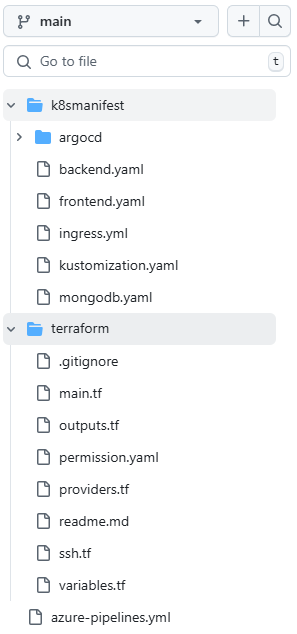 main
Go to file
t
k8smanifest
argocd
backend.yaml
frontend.yaml
ingress.yml
kustomization.yaml
mongodb.yaml
terraform
.gitignore
main.tf
outputs.tf
permission.yaml
providers.tf
readme.md
ssh.tf
variables.tf
azure-pipelines.yml